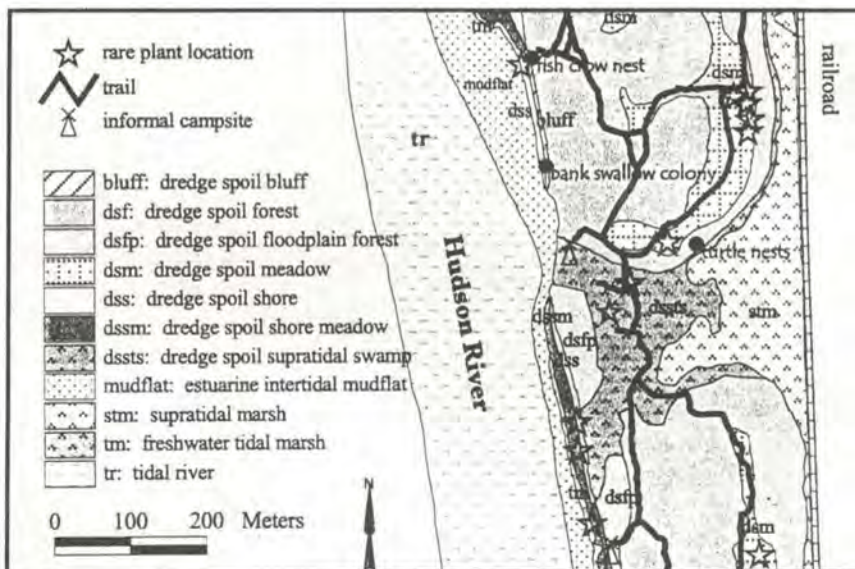 rare plant location
trail
informal campsite
bluff: dredge spoil bluff
dsf: dredge spoil forest
dsfp: dredge spoil floodplain forest
dsm: dredge spoil meadow
dss: dredge spoil shore
dssm: dredge spoil shore meadow
dssts: dredge spoil supratidal swamp
mudflat: estuarine intertidal mudflat
stm: supratidal marsh
tm: freshwater tidal marsh
tr: tidal river
0 100 200 Meters
N
tr
Hudson River
tm
modflat
dss
bluff
fish crow nest
bank swallow colony
dsm
dsm
turtle nests
railroad
dssm
dsfp
dss
dssts
stm
tm
dsfp
dsm